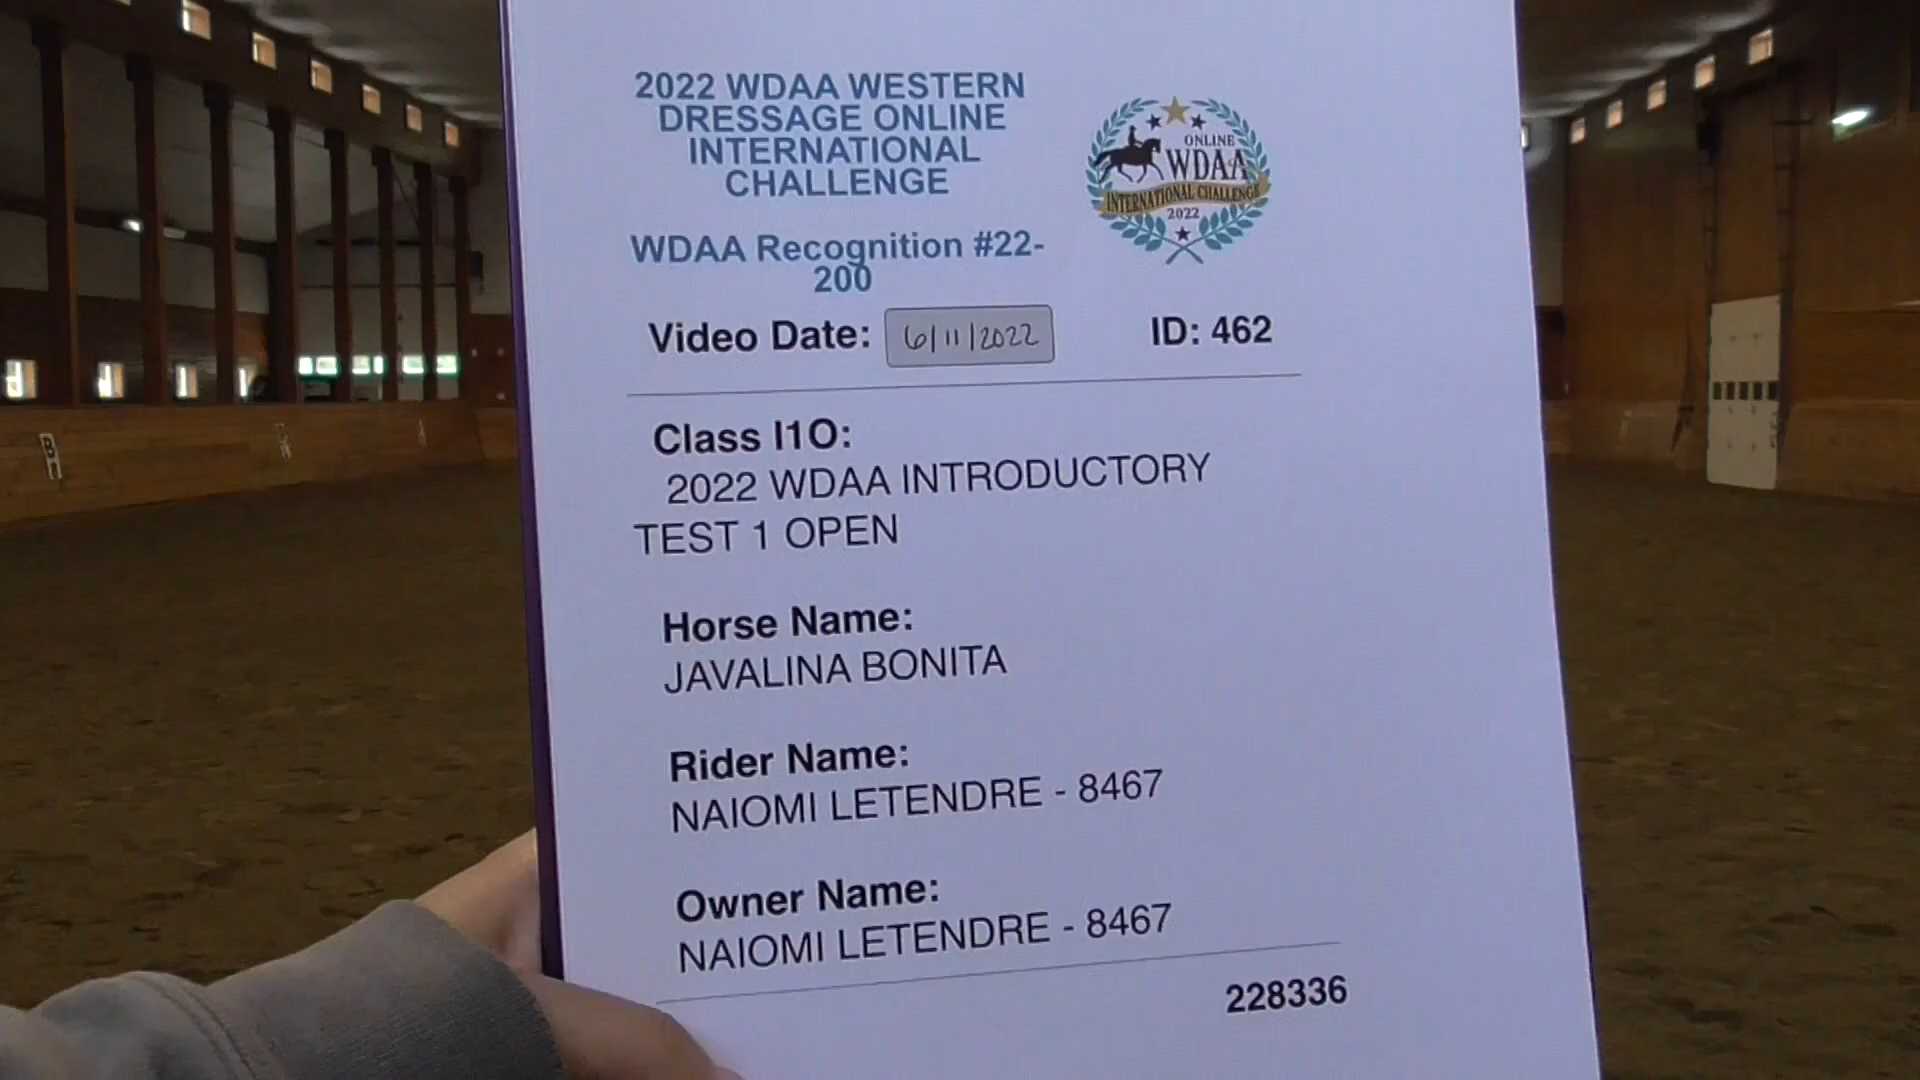 2022 WDAA WESTERN
DRESSAGE ONLINE
INTERNATIONAL
CHALLENGE
ONLINE
WDAA
INTERNATIONAL CHALLENGE
2022
WDAA Recognition #22-
200
Video Date: 6/11/2022 ID: 462
Class I1O:
2022 WDAA INTRODUCTORY
TEST 1 OPEN
Horse Name:
JAVALINA BONITA
Rider Name:
NAIOMI LETENDRE - 8467
Owner Name:
NAIOMI LETENDRE - 8467
228336